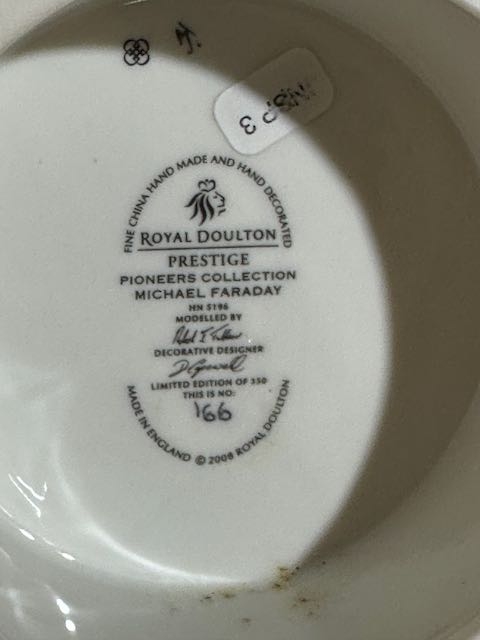 FINE CHINA HAND MADE AND HAND DECORATED
ROYAL DOULTON
PRESTIGE
PIONEERS COLLECTION
MICHAEL FARADAY
HN 5196
MODELLED BY
DECORATIVE DESIGNER
LIMITED EDITION OF 350
THIS IS NO:
166
MADE IN ENGLAND © 2008 ROYAL DOULTON